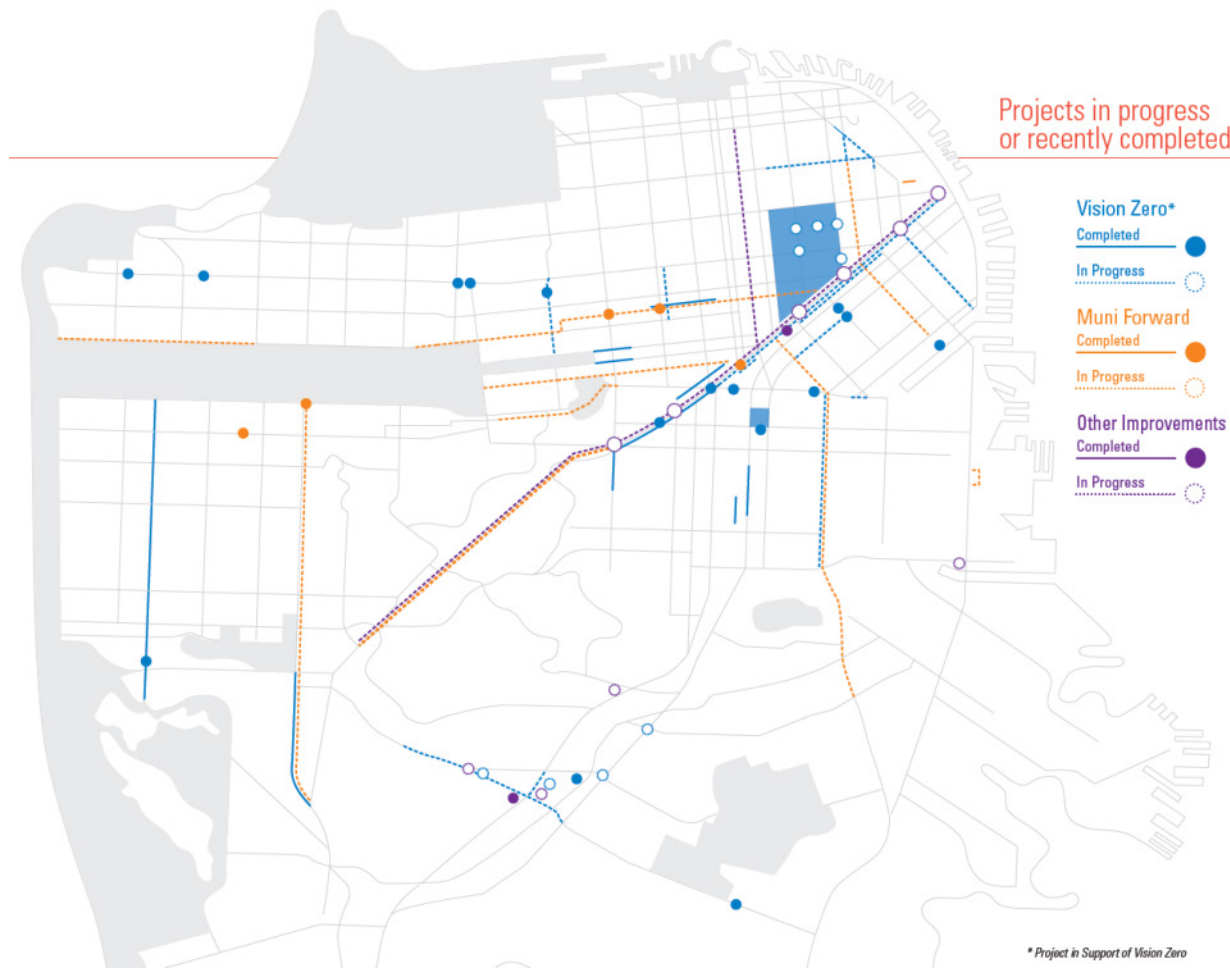 Projects in progress
or recently completed
Vision Zero*
Completed
In Progress
Muni Forward
Completed
In Progress
Other Improvements
Completed
In Progress
* Project in Support of Vision Zero